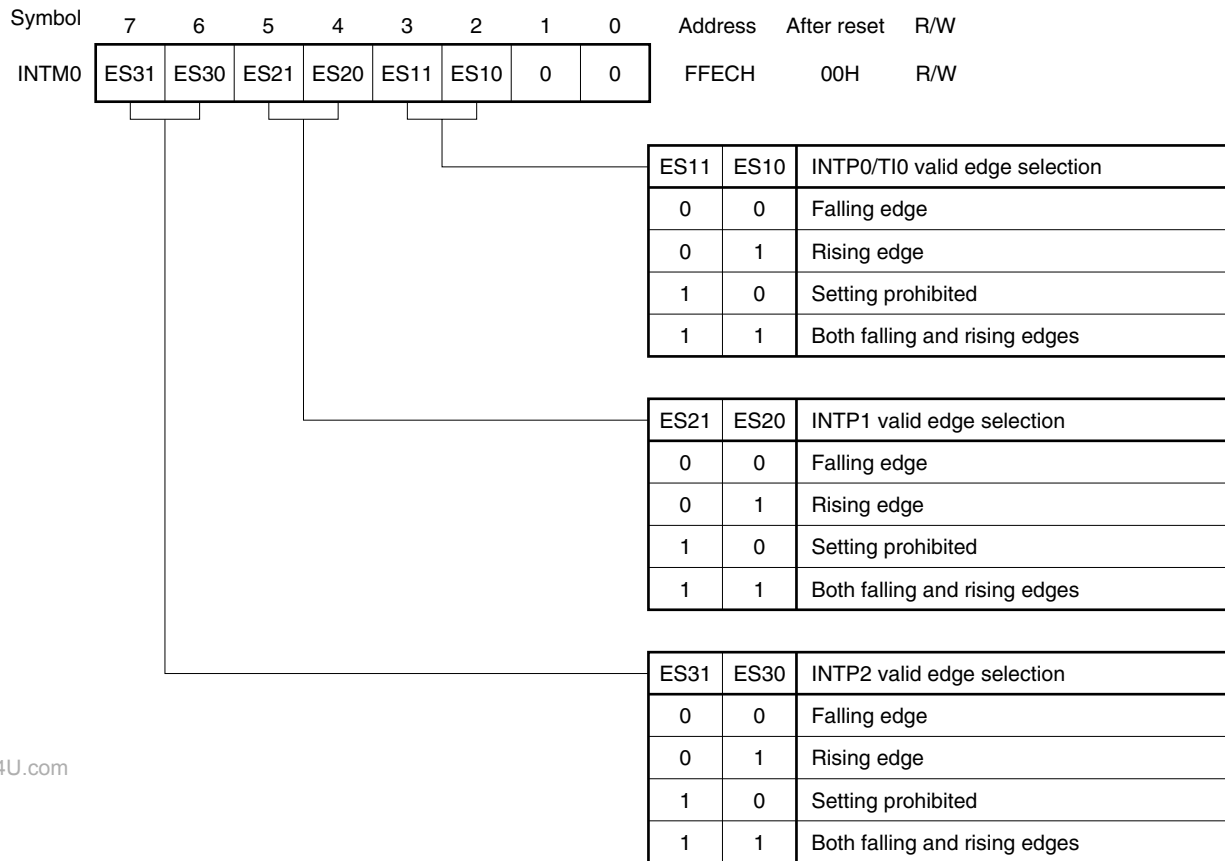 Symbol 7 6 5 4 3 2 1 0 Address After reset R/W
INTM0 ES31 ES30 ES21 ES20 ES11 ES10 0 0 FFECH 00H R/W
ES11 ES10 INTP0/TI0 valid edge selection
0 0 Falling edge
0 1 Rising edge
1 0 Setting prohibited
1 1 Both falling and rising edges
ES21 ES20 INTP1 valid edge selection
0 0 Falling edge
0 1 Rising edge
1 0 Setting prohibited
1 1 Both falling and rising edges
ES31 ES30 INTP2 valid edge selection
0 0 Falling edge
0 1 Rising edge
4U.com
1 0 Setting prohibited
1 1 Both falling and rising edges